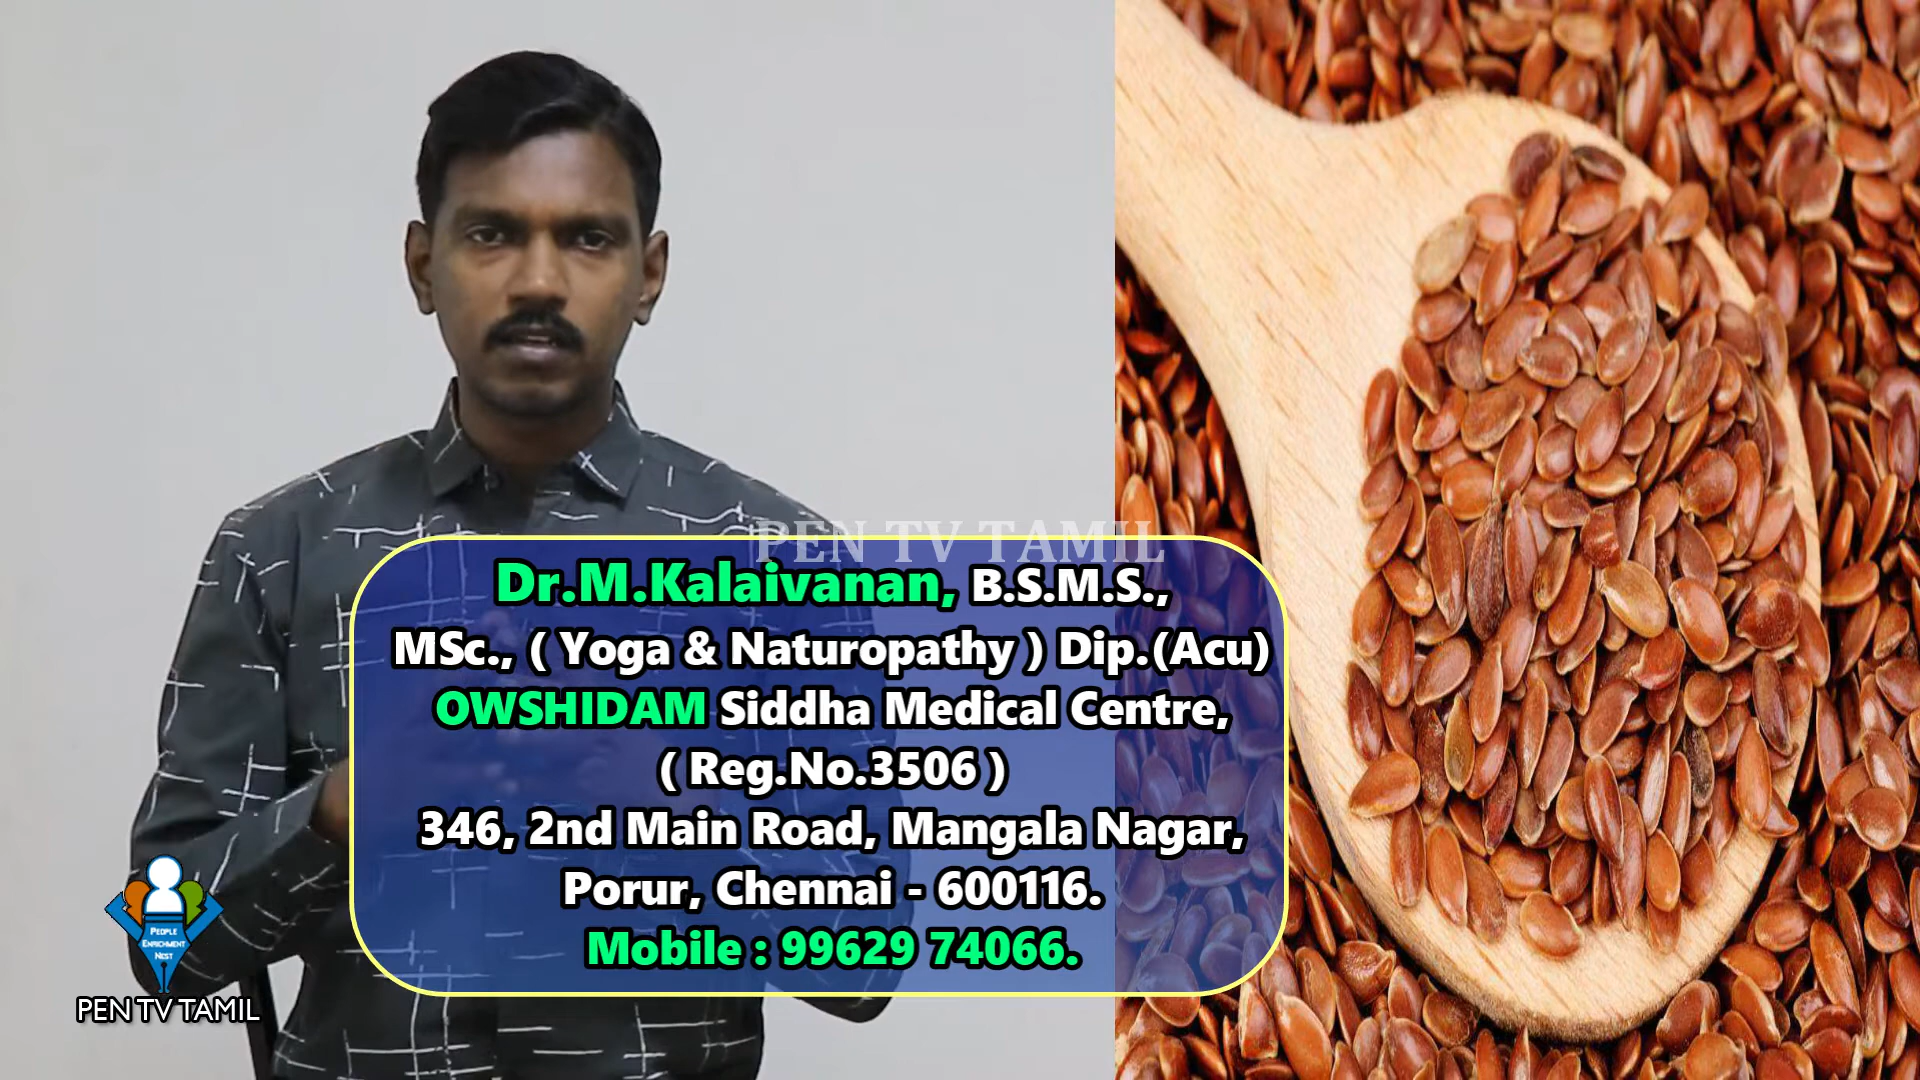 PEN TV TAMIL
Dr.M.Kalaivanan, B.S.M.S.,
MSc., ( Yoga & Naturopathy ) Dip.(Acu)
OWSHIDAM Siddha Medical Centre,
( Reg.No.3506 )
346, 2nd Main Road, Mangala Nagar,
Porur, Chennai - 600116.
Mobile : 99629 74066.
PEOPLE
ENRICHMENT
NEST
PEN TV TAMIL